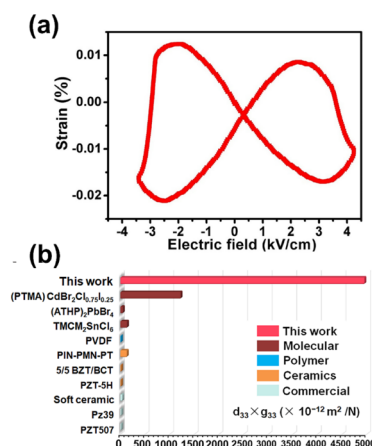 (a)
0.01
0.00
-0.01
-0.02
Strain (%)
-4 -3 -2 -1 0 1 2 3 4
Electric field (kV/cm)
(b)
This work
(PTMA)CdBr₂Cl₀.₇₅I₀.₂₅
(ATHP)₂PbBr₄
TMCM₂SnCl₆
PVDF
PIN-PMN-PT
5/5 BZT/BCT
PZT-5H
Soft ceramic
Pz39
PZT507
This work
Molecular
Polymer
Ceramics
Commercial
d₃₃×g₃₃ (× 10⁻¹² m² /N)
0 500 1000 1500 2000 2500 3000 3500 4000 4500 5000